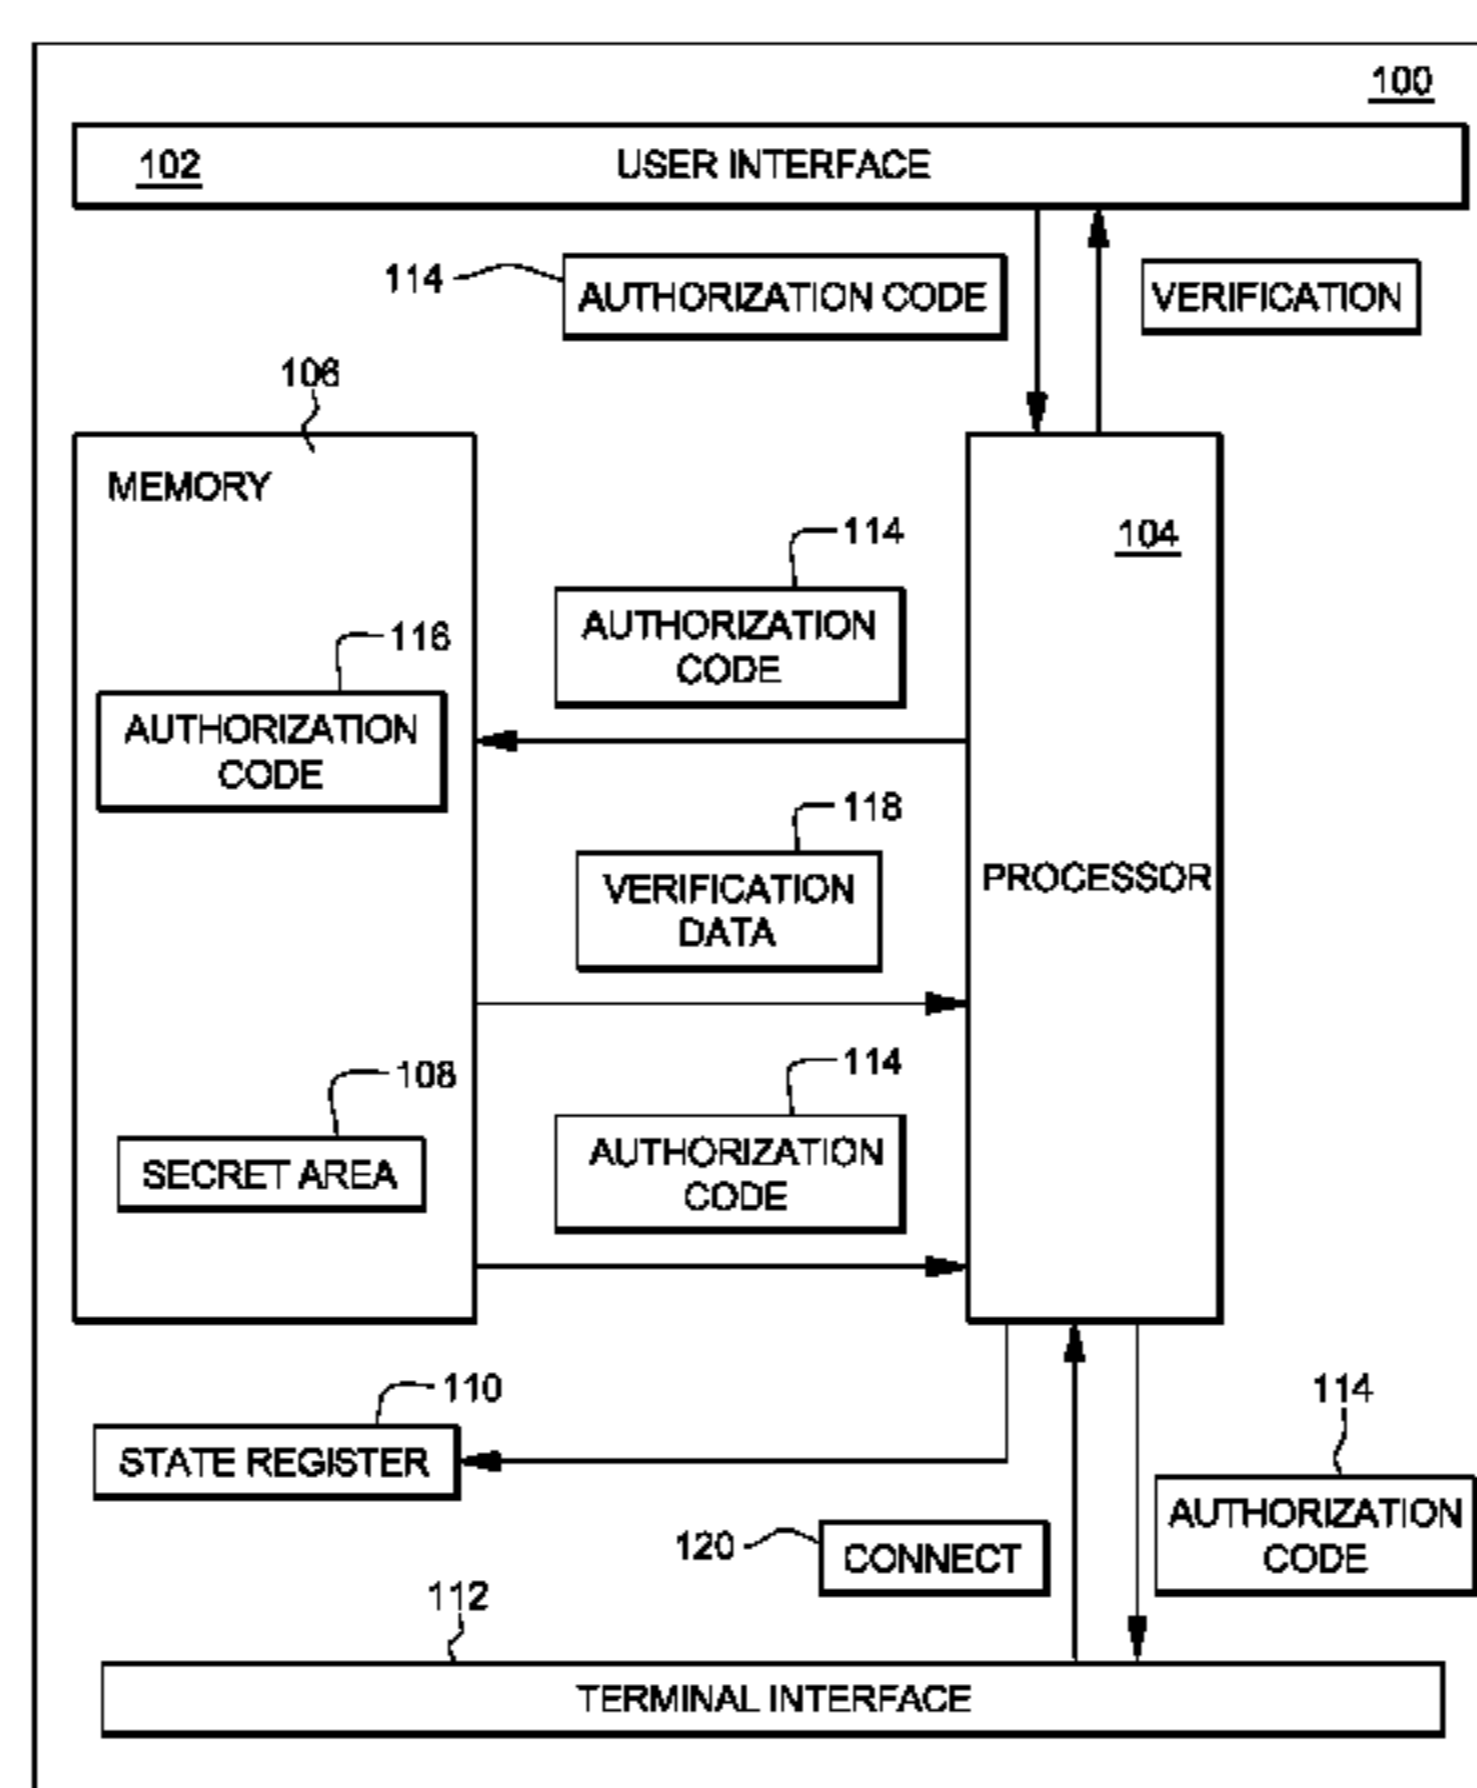 100
102 USER INTERFACE
114 AUTHORIZATION CODE
VERIFICATION
106
MEMORY
104
114
AUTHORIZATION
CODE
116
AUTHORIZATION
CODE
118
VERIFICATION
DATA
PROCESSOR
114
AUTHORIZATION
CODE
108
SECRET AREA
110
STATE REGISTER
114
AUTHORIZATION
CODE
120 CONNECT
112
TERMINAL INTERFACE